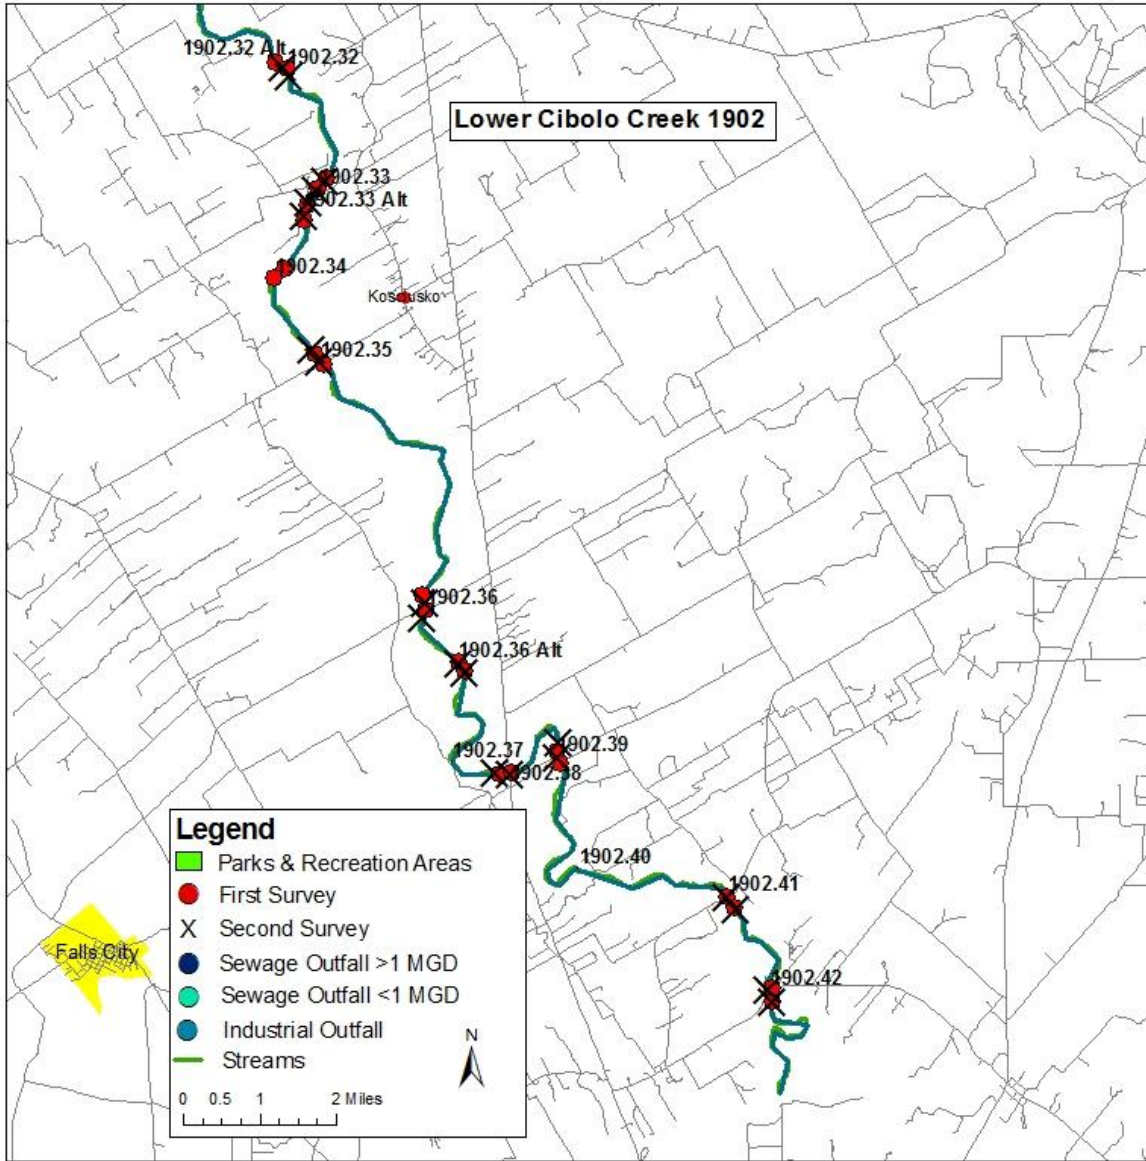 1902.32 Alt
1902.32
Lower Cibolo Creek 1902
1902.33
1902.33 Alt
1902.34
Kosciusko
1902.35
1902.36
1902.36 Alt
1902.37
1902.39
1902.38
1902.40
1902.41
1902.42
Falls City
Legend
Parks & Recreation Areas
First Survey
X Second Survey
Sewage Outfall >1 MGD
Sewage Outfall <1 MGD
Industrial Outfall
Streams
N
0 0.5 1 2 Miles